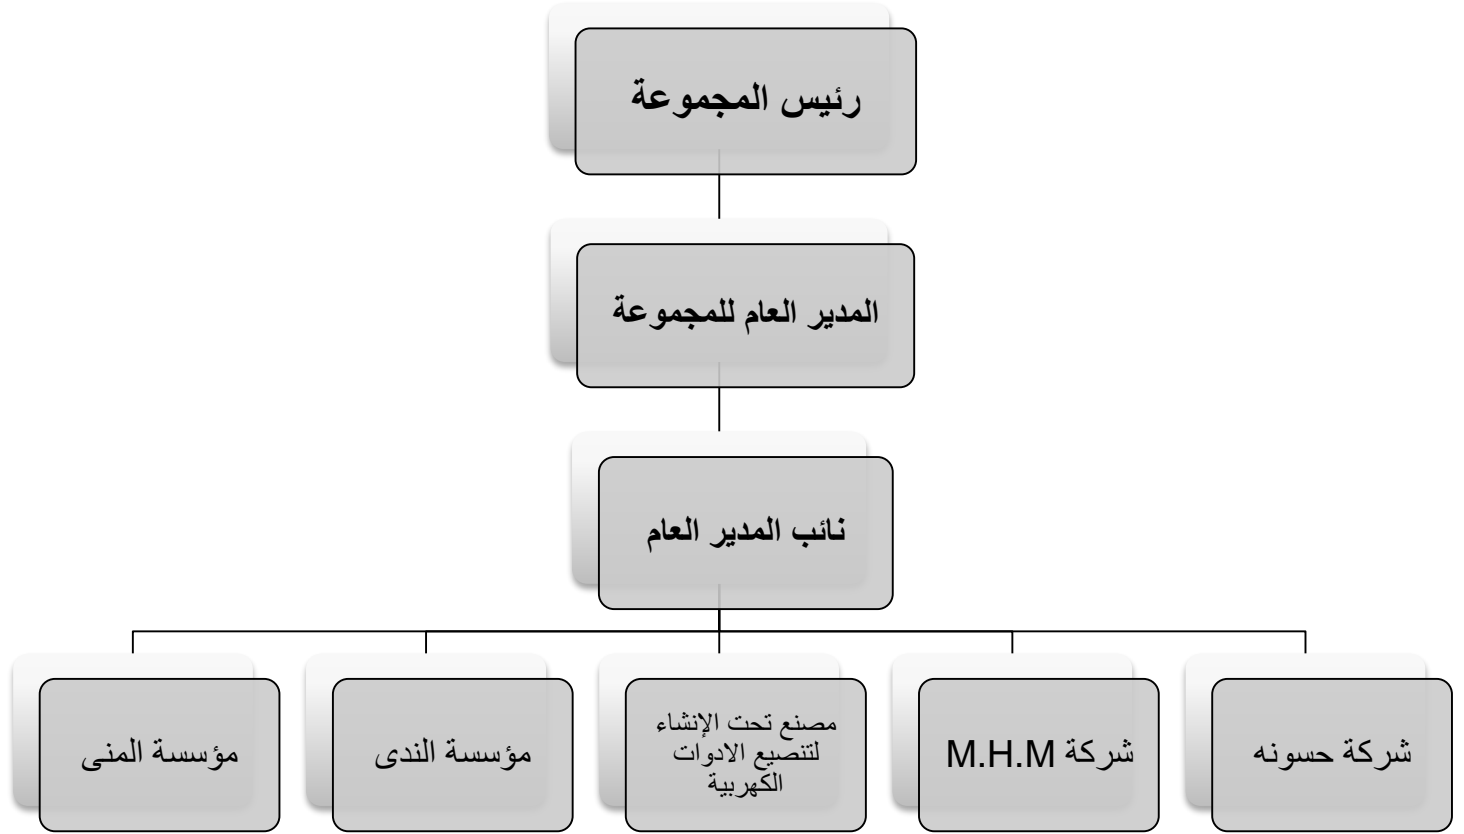 رئيس المجموعة
المدير العام للمجموعة
نائب المدير العام
شركة حسونه
شركة M.H.M
مصنع تحت الإنشاء
لتنصيع الادوات
الكهربية
مؤسسة الندى
مؤسسة المنى